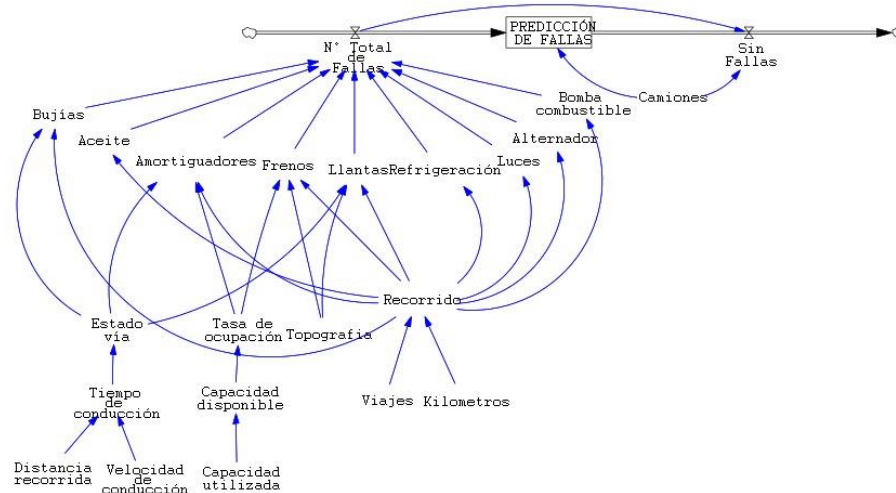 PREDICCIÓN
DE FALLAS
N° Total
de
Fallas
Sin
Fallas
Bomba
combustible
Camiones
Bujías
Aceite
Alternador
Amortiguadores
Frenos
Llantas
Refrigeración
Luces
Recorrido
Estado
vía
Tasa de
ocupación
Topografia
Tiempo
de
conducción
Capacidad
disponible
Viajes
Kilometros
Distancia
recorrida
Velocidad
de
conducción
Capacidad
utilizada